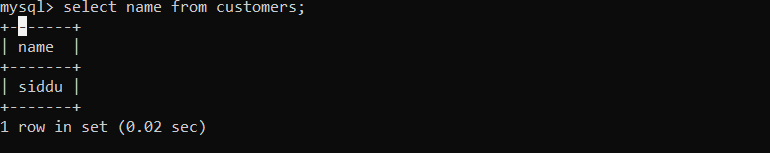 mysql> select name from customers;
+-------+
| name  |
+-------+
| siddu |
+-------+
1 row in set (0.02 sec)